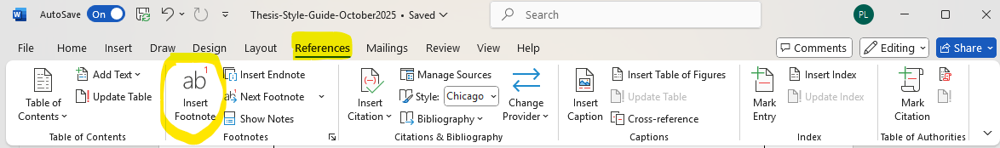 AutoSave On Thesis-Style-Guide-October2025 • Saved Search PL
File Home Insert Draw Design Layout References Mailings Review View Help Comments Editing Share
Table of Contents
Add Text
Update Table
Table of Contents
ab1
Insert Footnote
Insert Endnote
ab1 Next Footnote
Show Notes
Footnotes
Insert Citation
Manage Sources
Style: Chicago
Bibliography
Change Provider
Citations & Bibliography
Insert Caption
Insert Table of Figures
Update Table
Cross-reference
Captions
Mark Entry
Insert Index
Update Index
Index
Mark Citation
Table of Authorities